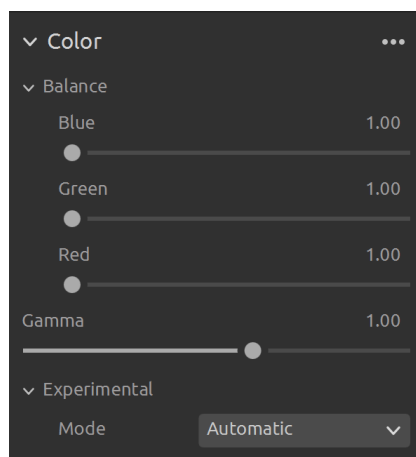 Color
Balance
Blue 1.00
Green 1.00
Red 1.00
Gamma 1.00
Experimental
Mode Automatic